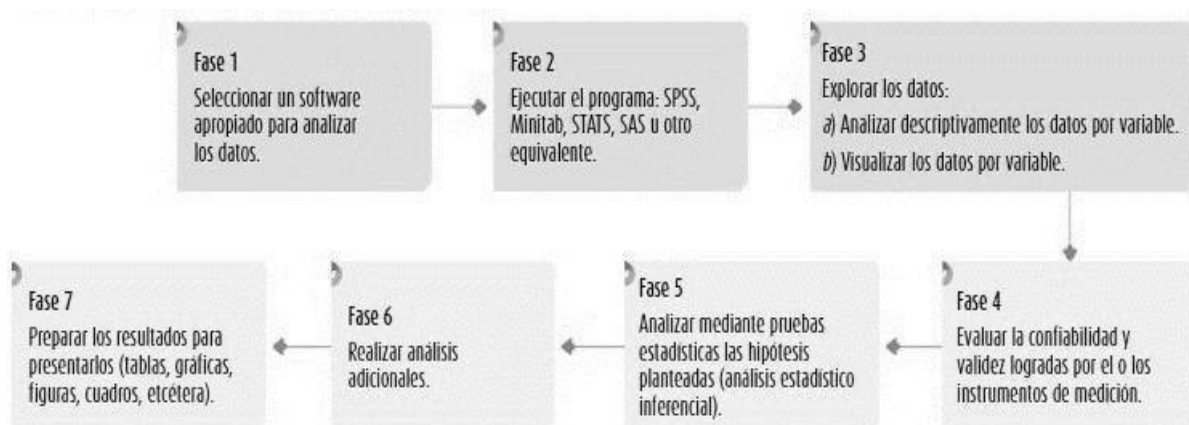 Fase 1
Seleccionar un software
apropiado para analizar
los datos.
Fase 2
Ejecutar el programa: SPSS,
Minitab, STATS, SAS u otro
equivalente.
Fase 3
Explorar los datos:
a) Analizar descriptivamente los datos por variable.
b) Visualizar los datos por variable.
Fase 4
Evaluar la confiabilidad y
validez logradas por el o los
instrumentos de medición.
Fase 5
Analizar mediante pruebas
estadísticas las hipótesis
planteadas (análisis estadístico
inferencial).
Fase 6
Realizar análisis
adicionales.
Fase 7
Preparar los resultados para
presentarlos (tablas, gráficas,
figuras, cuadros, etcétera).